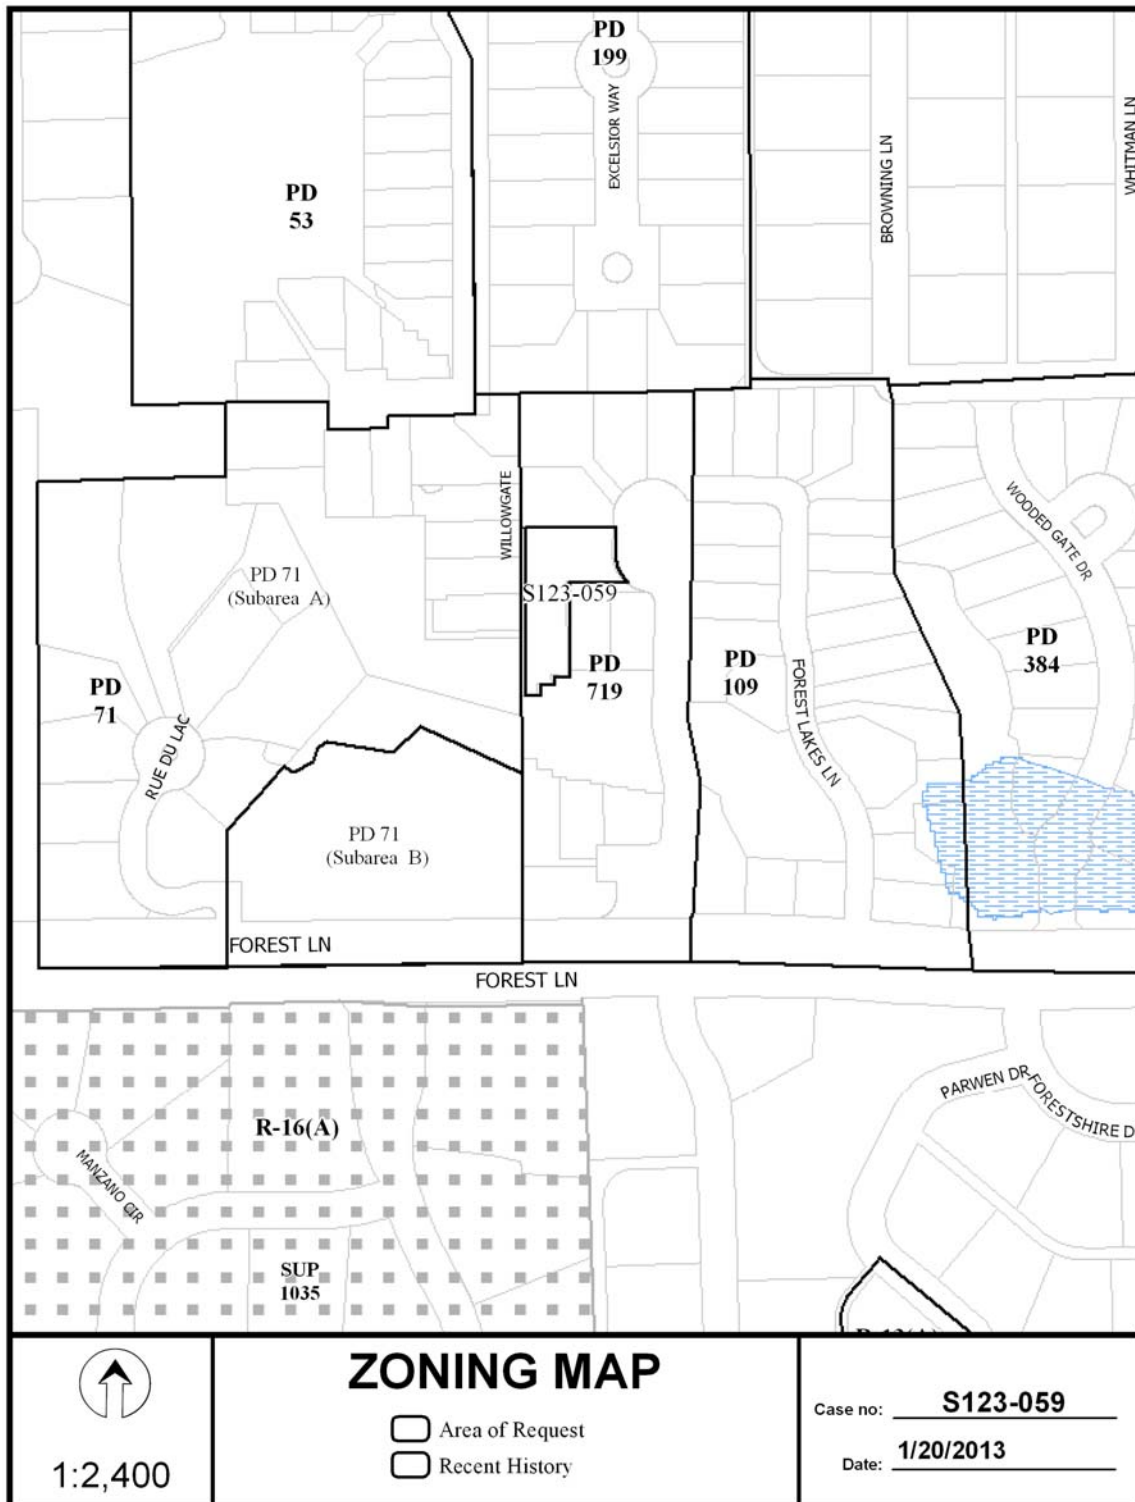 PD
199
EXCELSIOR WAY
BROWNING LN
WHITMAN LN
PD
53
WILLOWGATE
WOODED GATE DR
PD 71
(Subarea A)
S123-059
PD
719
PD
109
PD
384
PD
71
RUE DU LAC
FOREST LAKES LN
PD 71
(Subarea B)
FOREST LN
FOREST LN
PARWEN DR
FORESTSHIRE D
R-16(A)
MANZANO CIR
SUP
1035
1:2,400
ZONING MAP
Area of Request
Recent History
Case no: S123-059
Date: 1/20/2013